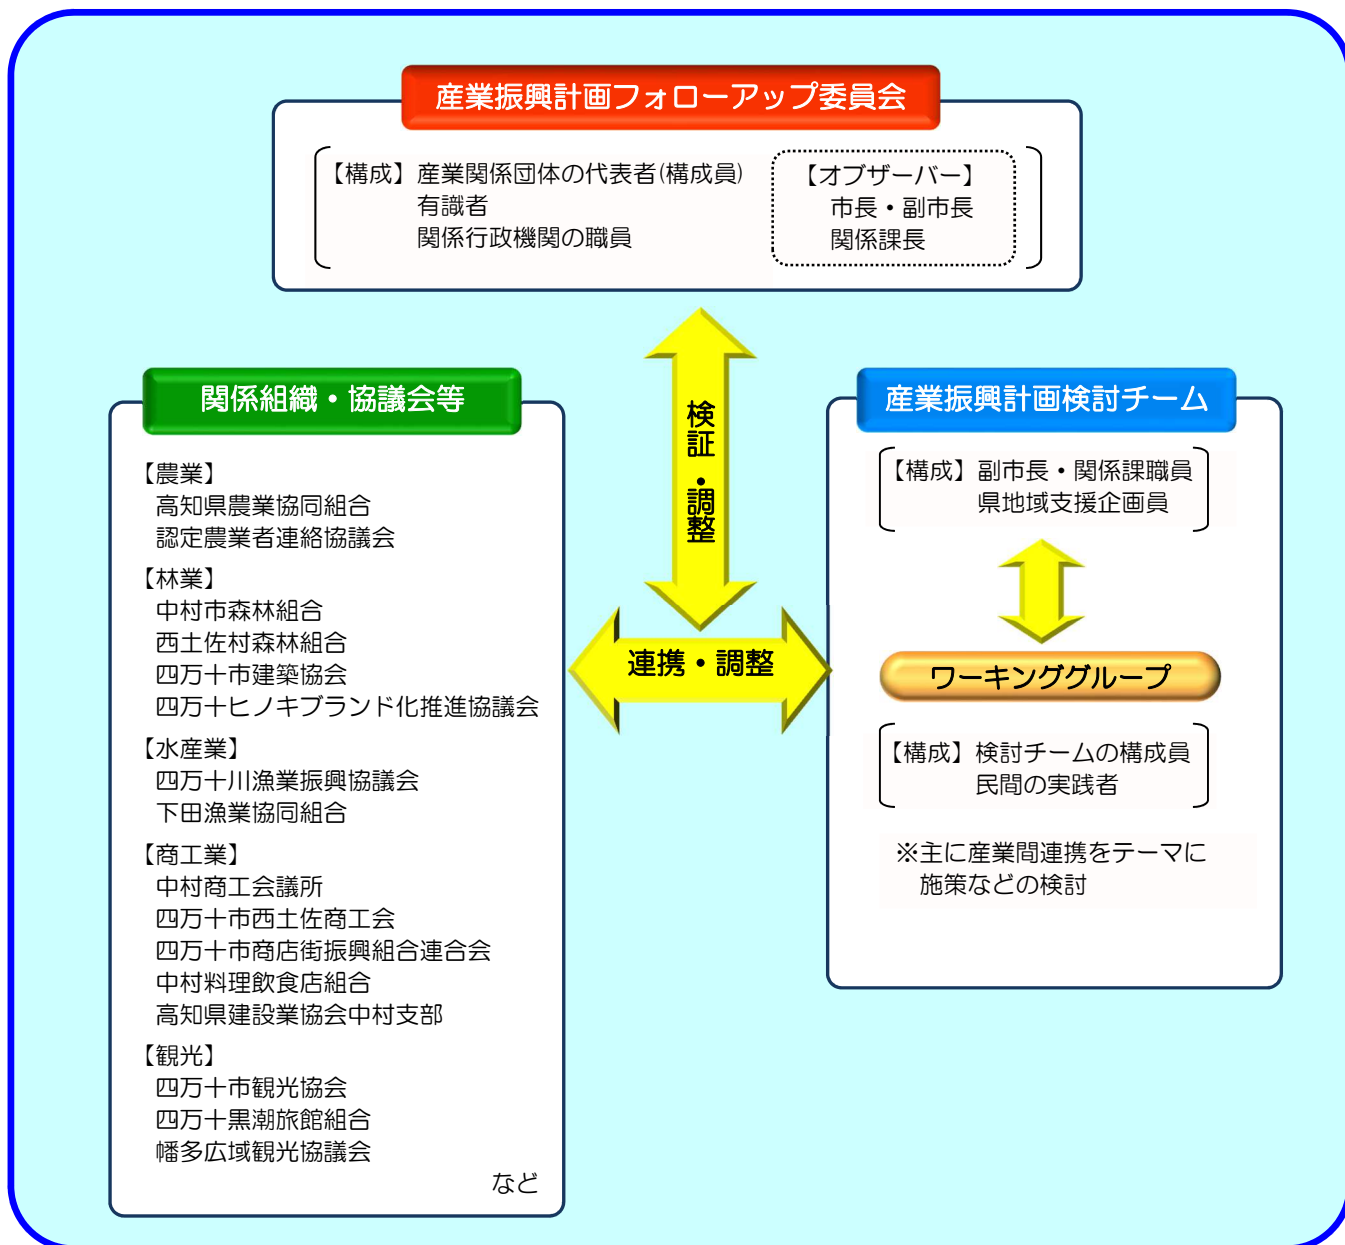 産業振興計画フォローアップ委員会
【構成】産業関係団体の代表者(構成員)
有識者
関係行政機関の職員
【オブザーバー】
市長・副市長
関係課長
検証・調整
連携・調整
関係組織・協議会等
【農業】
高知県農業協同組合
認定農業者連絡協議会
【林業】
中村市森林組合
西土佐村森林組合
四万十市建築協会
四万十ヒノキブランド化推進協議会
【水産業】
四万十川漁業振興協議会
下田漁業協同組合
【商工業】
中村商工会議所
四万十市西土佐商工会
四万十市商店街振興組合連合会
中村料理飲食店組合
高知県建設業協会中村支部
【観光】
四万十市観光協会
四万十黒潮旅館組合
幡多広域観光協議会
など
産業振興計画検討チーム
【構成】副市長・関係課職員
県地域支援企画員
ワーキンググループ
【構成】検討チームの構成員
民間の実践者
※主に産業間連携をテーマに
施策などの検討